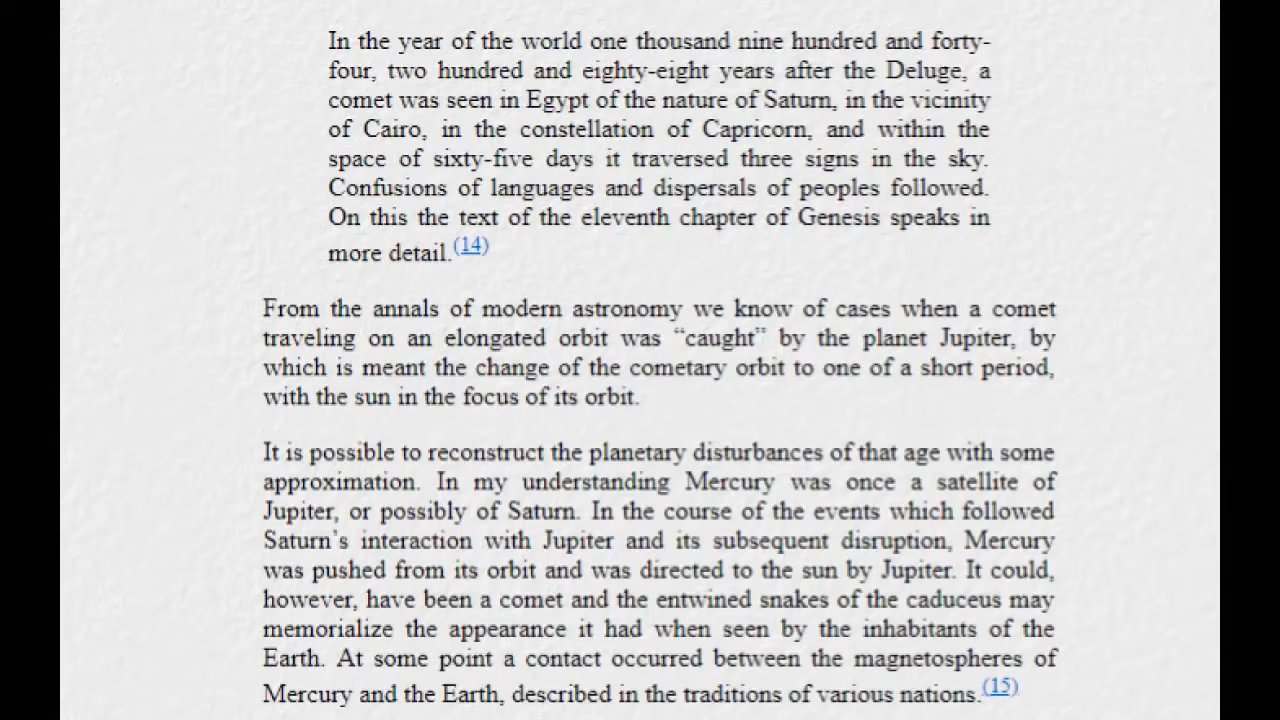 In the year of the world one thousand nine hundred and forty-
four, two hundred and eighty-eight years after the Deluge, a
comet was seen in Egypt of the nature of Saturn, in the vicinity
of Cairo, in the constellation of Capricorn, and within the
space of sixty-five days it traversed three signs in the sky.
Confusions of languages and dispersals of peoples followed.
On this the text of the eleventh chapter of Genesis speaks in
more detail.(14)
From the annals of modern astronomy we know of cases when a comet
traveling on an elongated orbit was “caught” by the planet Jupiter, by
which is meant the change of the cometary orbit to one of a short period,
with the sun in the focus of its orbit.
It is possible to reconstruct the planetary disturbances of that age with some
approximation. In my understanding Mercury was once a satellite of
Jupiter, or possibly of Saturn. In the course of the events which followed
Saturn’s interaction with Jupiter and its subsequent disruption, Mercury
was pushed from its orbit and was directed to the sun by Jupiter. It could,
however, have been a comet and the entwined snakes of the caduceus may
memorialize the appearance it had when seen by the inhabitants of the
Earth. At some point a contact occurred between the magnetospheres of
Mercury and the Earth, described in the traditions of various nations.(15)